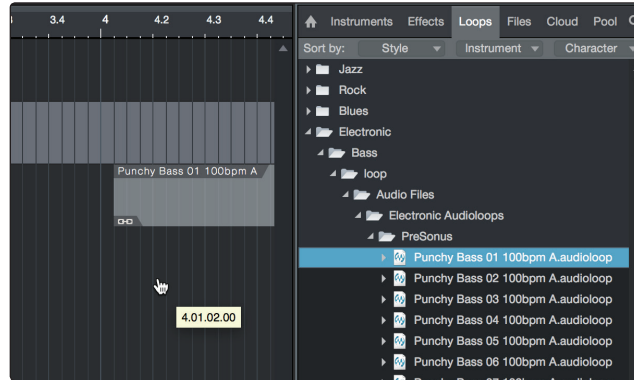 3.4 4 4.2 4.3 4.4
Instruments Effects Loops Files Cloud Pool
Sort by: Style Instrument Character
Jazz
Rock
Blues
Electronic
Bass
loop
Audio Files
Electronic Audioloops
PreSonus
Punchy Bass 01 100bpm A
Punchy Bass 01 100bpm A.audioloop
Punchy Bass 02 100bpm A.audioloop
Punchy Bass 03 100bpm A.audioloop
4.01.02.00
Punchy Bass 04 100bpm A.audioloop
Punchy Bass 05 100bpm A.audioloop
Punchy Bass 06 100bpm A.audioloop